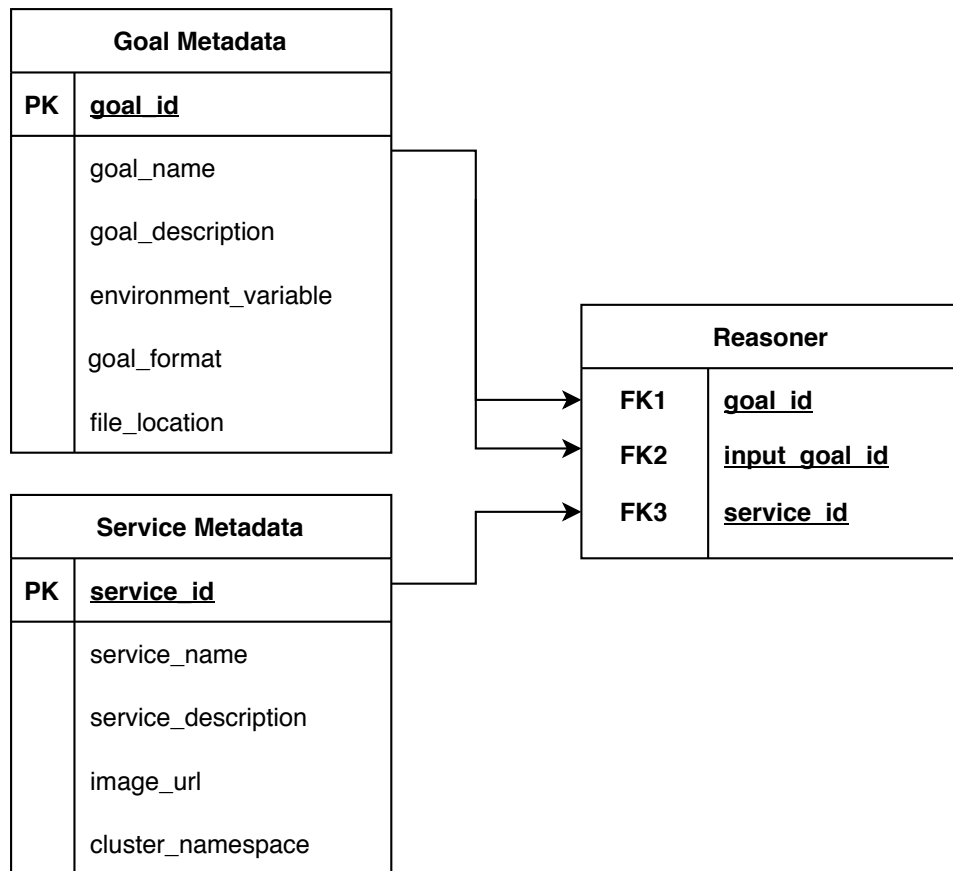 Goal Metadata
PK goal_id
goal_name
goal_description
environment_variable
goal_format
file_location
Reasoner
FK1 goal_id
FK2 input_goal_id
FK3 service_id
Service Metadata
PK service_id
service_name
service_description
image_url
cluster_namespace